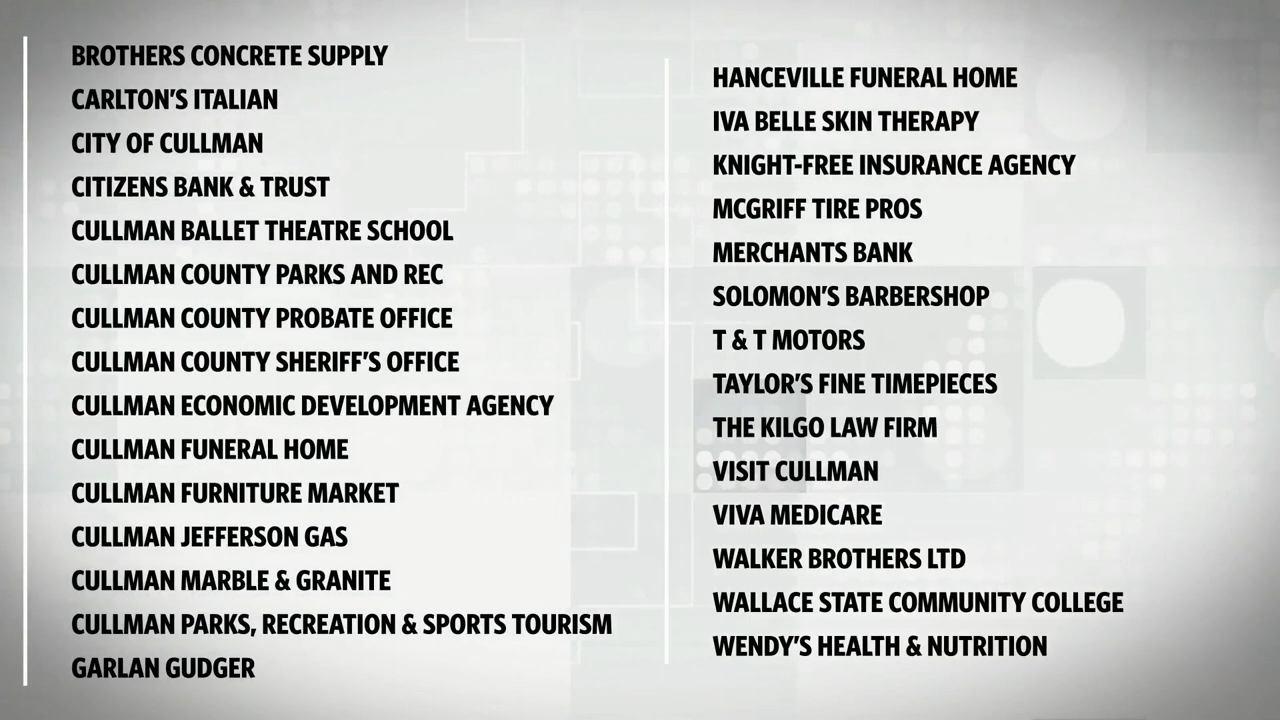 BROTHERS CONCRETE SUPPLY
CARLTON'S ITALIAN
CITY OF CULLMAN
CITIZENS BANK & TRUST
CULLMAN BALLET THEATRE SCHOOL
CULLMAN COUNTY PARKS AND REC
CULLMAN COUNTY PROBATE OFFICE
CULLMAN COUNTY SHERIFF'S OFFICE
CULLMAN ECONOMIC DEVELOPMENT AGENCY
CULLMAN FUNERAL HOME
CULLMAN FURNITURE MARKET
CULLMAN JEFFERSON GAS
CULLMAN MARBLE & GRANITE
CULLMAN PARKS, RECREATION & SPORTS TOURISM
GARLAN GUDGER
HANCEVILLE FUNERAL HOME
IVA BELLE SKIN THERAPY
KNIGHT-FREE INSURANCE AGENCY
MCGRIFF TIRE PROS
MERCHANTS BANK
SOLOMON'S BARBERSHOP
T & T MOTORS
TAYLOR'S FINE TIMEPIECES
THE KILGO LAW FIRM
VISIT CULLMAN
VIVA MEDICARE
WALKER BROTHERS LTD
WALLACE STATE COMMUNITY COLLEGE
WENDY'S HEALTH & NUTRITION